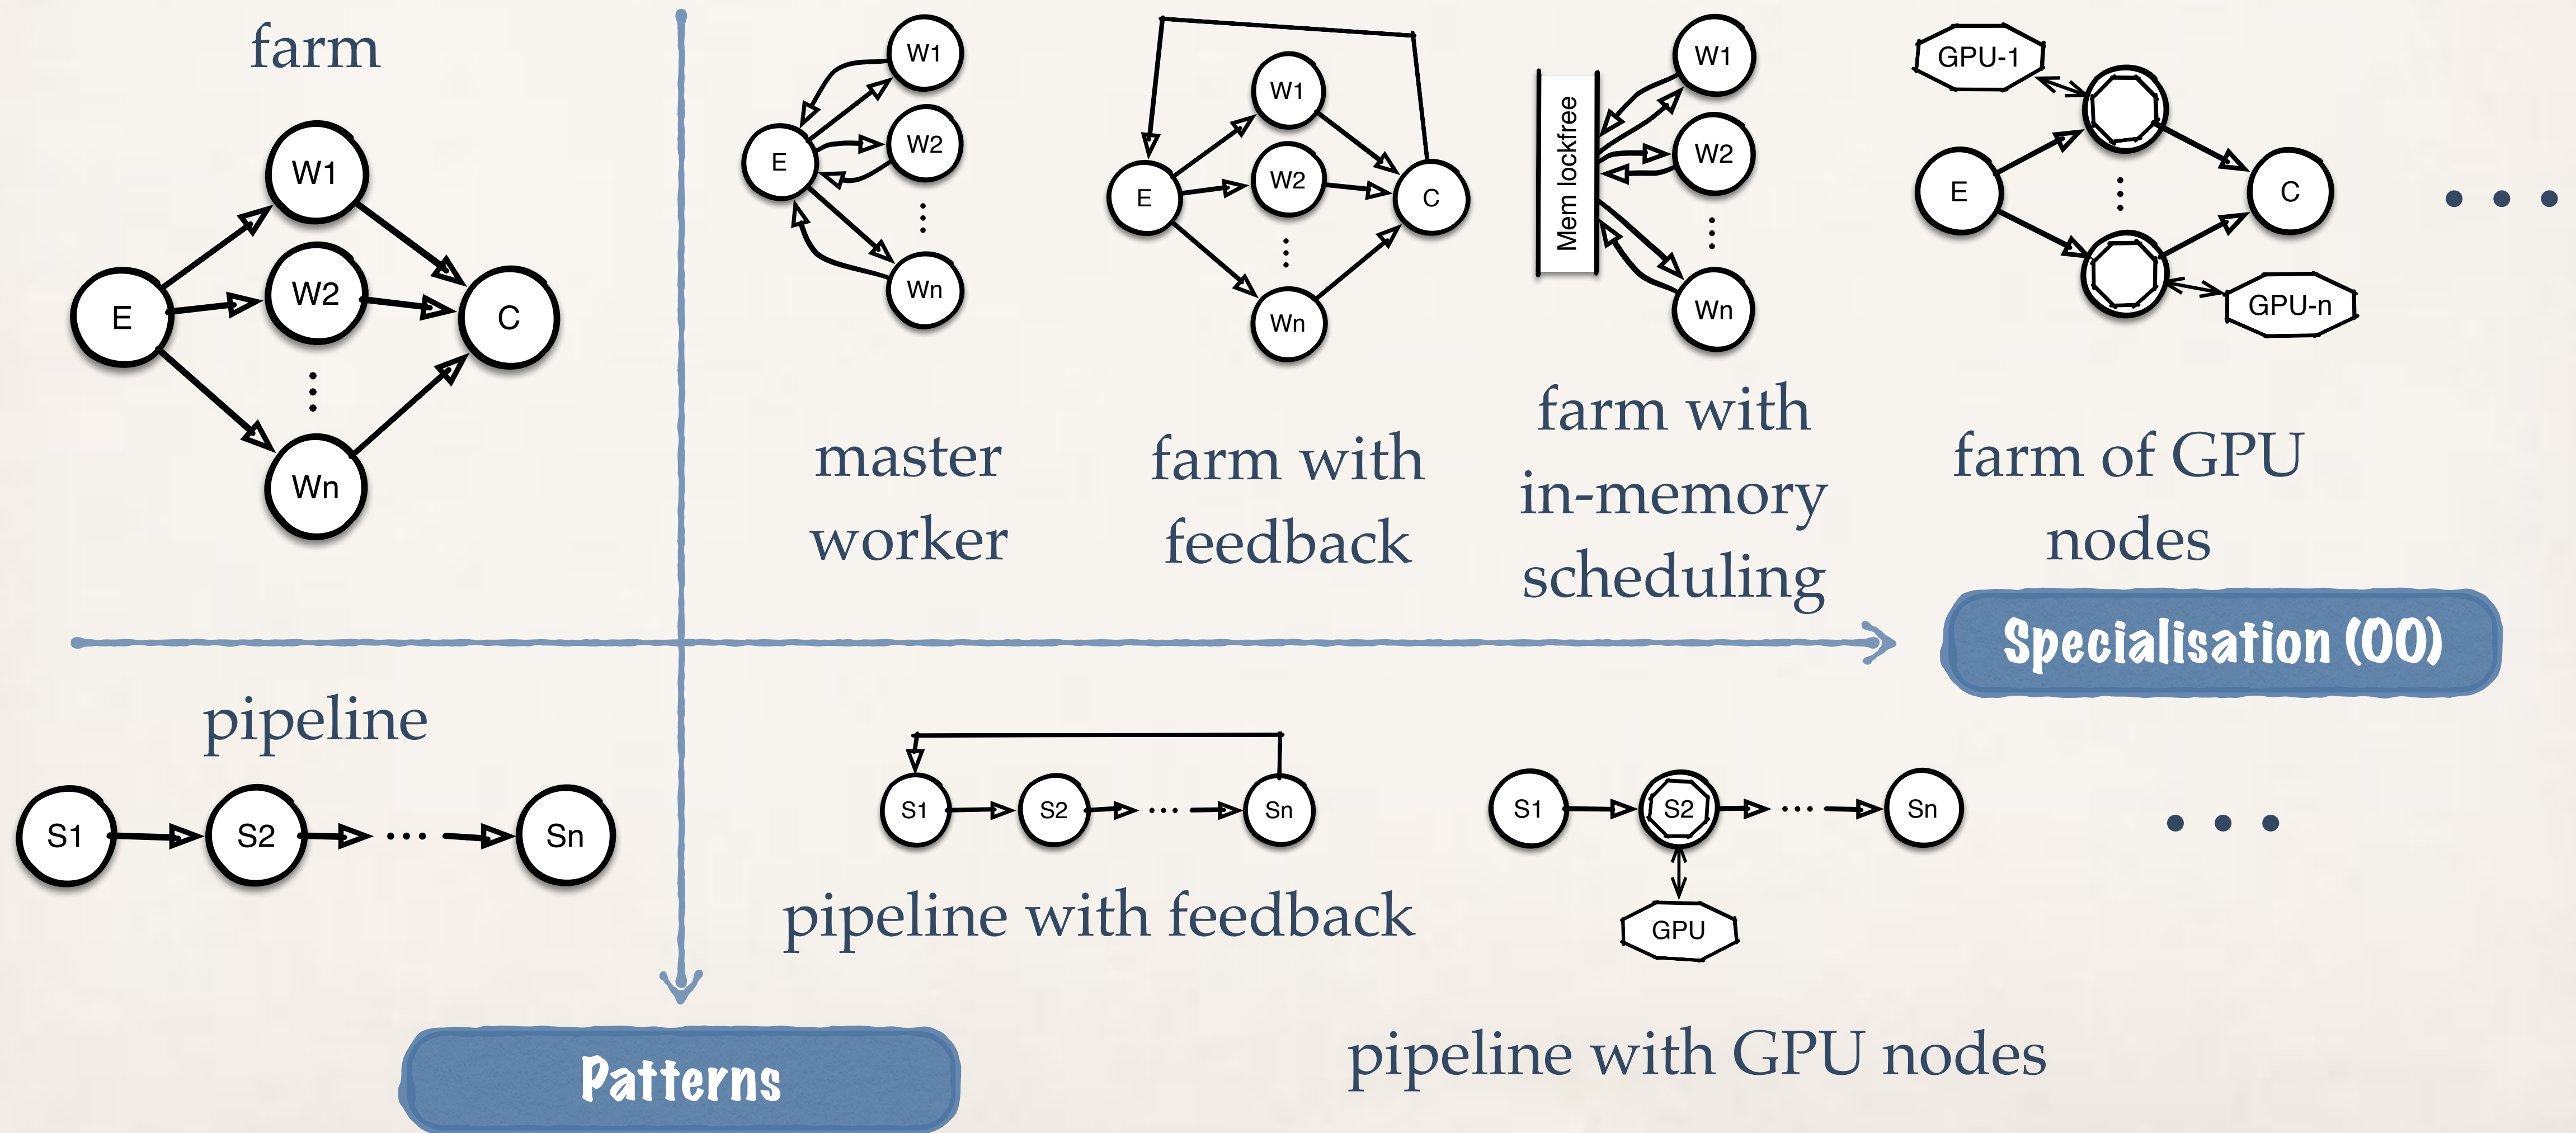 farm
E
W1
W2
⋮
Wn
C
E
W1
W2
⋮
Wn
master
worker
E
W1
W2
⋮
Wn
C
farm with
feedback
Mem lockfree
W1
W2
⋮
Wn
farm with
in-memory
scheduling
GPU-1
E
⋮
C
GPU-n
farm of GPU
nodes
• • •
Specialisation (OO)
pipeline
S1 S2 ... Sn
S1 S2 ... Sn
pipeline with feedback
S1 S2 ... Sn
GPU
pipeline with GPU nodes
• • •
Patterns